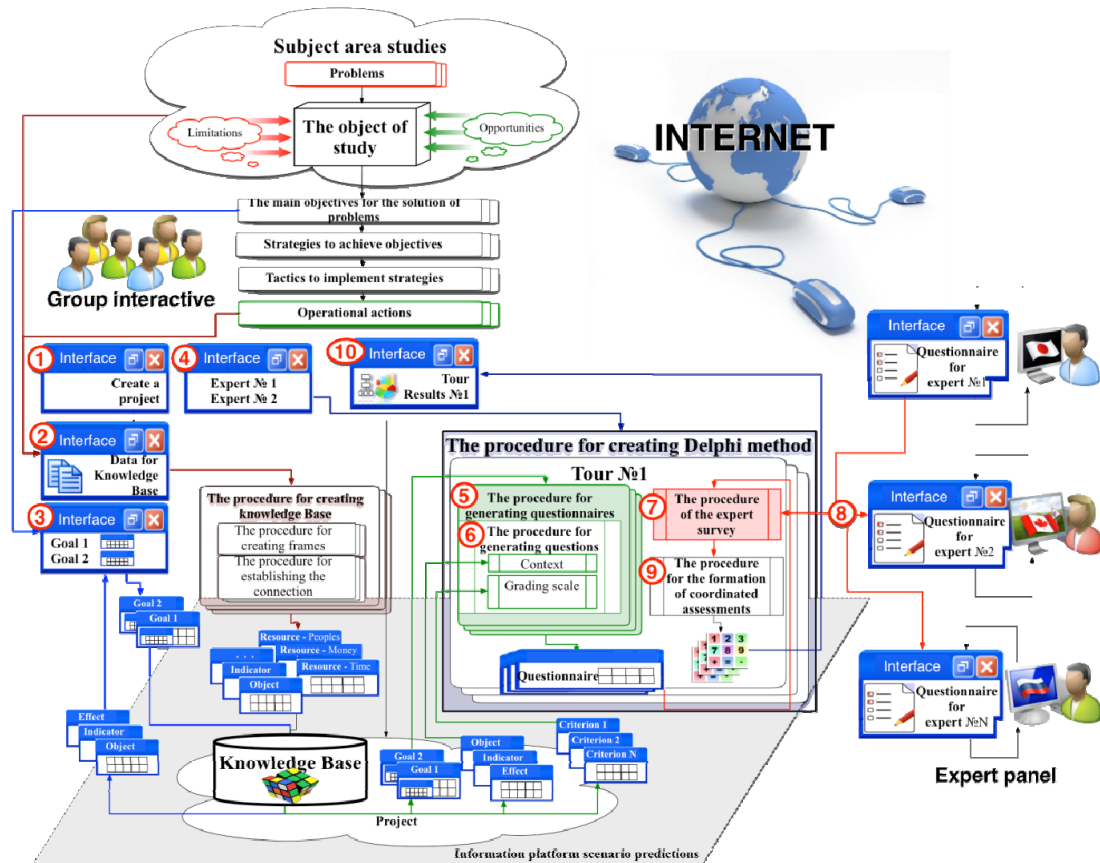 Subject area studies
Problems
Limitations
The object of
study
Opportunities
INTERNET
The main objectives for the solution of
problems
Strategies to achieve objectives
Tactics to implement strategies
Operational actions
Group interactive
1
Interface
Create a
project
4
Interface
Expert № 1
Expert № 2
10
Interface
Tour
Results №1
2
Interface
Data for
Knowledge
Base
3
Interface
Goal 1
Goal 2
The procedure for creating
knowledge Base
The procedure for
creating frames
The procedure for
establishing the
connection
The procedure for creating Delphi method
Tour №1
5
The procedure for
generating questionnaires
6
The procedure for
generating questions
Context
Grading scale
7
The procedure
of the expert
survey
8
9
The procedure
for the formation
of coordinated
assessments
1 2 3
7 8 9
+ = -
Questionnaire
Interface
Questionnaire
for
expert №1
Interface
Questionnaire
for
expert №2
Interface
Questionnaire
for
expert №N
Expert panel
Goal 2
Goal 1
Resource - Peoples
Resource - Money
Resource - Time
. . .
Indicator
Object
Effect
Indicator
Object
Knowledge Base
Goal 2
Goal 1
Object
Indicator
Effect
Criterion 1
Criterion 2
Criterion N
Project
Information platform scenario predictions